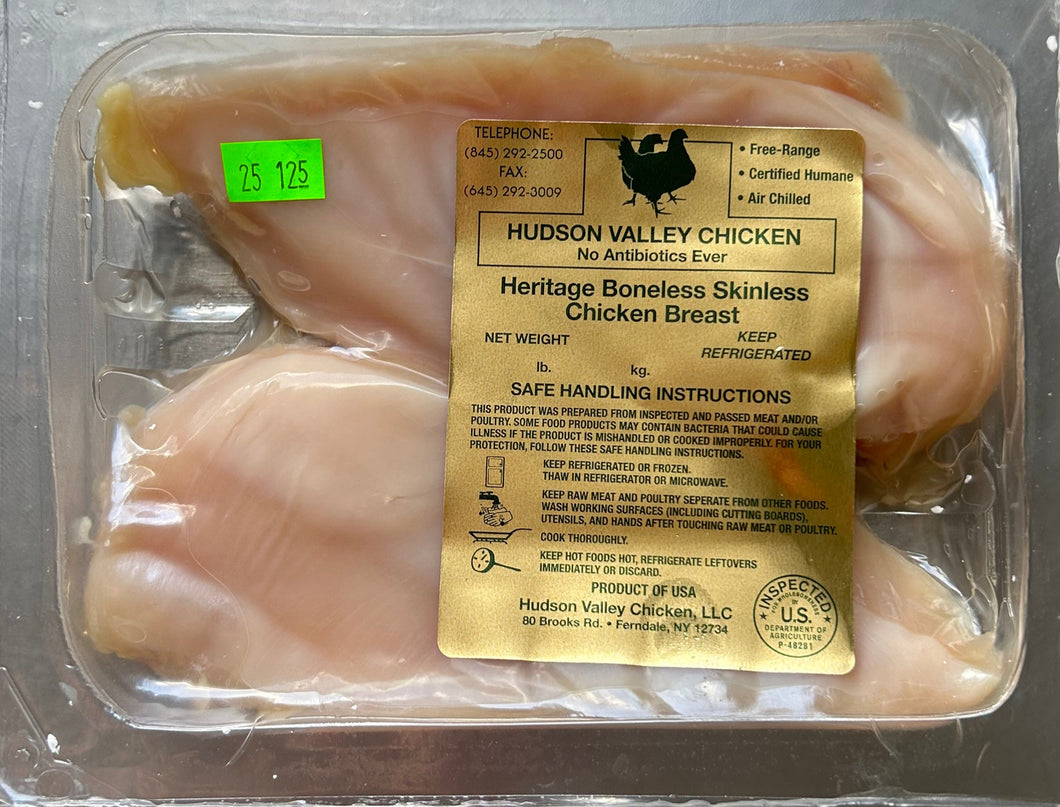 25 125
TELEPHONE:
(845) 292-2500
FAX:
(645) 292-3009
• Free-Range
• Certified Humane
• Air Chilled
HUDSON VALLEY CHICKEN
No Antibiotics Ever
Heritage Boneless Skinless
Chicken Breast
NET WEIGHT
KEEP
REFRIGERATED
lb. kg.
SAFE HANDLING INSTRUCTIONS
THIS PRODUCT WAS PREPARED FROM INSPECTED AND PASSED MEAT AND/OR
POULTRY. SOME FOOD PRODUCTS MAY CONTAIN BACTERIA THAT COULD CAUSE
ILLNESS IF THE PRODUCT IS MISHANDLED OR COOKED IMPROPERLY. FOR YOUR
PROTECTION, FOLLOW THESE SAFE HANDLING INSTRUCTIONS.
KEEP REFRIGERATED OR FROZEN.
THAW IN REFRIGERATOR OR MICROWAVE.
KEEP RAW MEAT AND POULTRY SEPERATE FROM OTHER FOODS.
WASH WORKING SURFACES (INCLUDING CUTTING BOARDS),
UTENSILS, AND HANDS AFTER TOUCHING RAW MEAT OR POULTRY.
COOK THOROUGHLY.
KEEP HOT FOODS HOT, REFRIGERATE LEFTOVERS
IMMEDIATELY OR DISCARD.
PRODUCT OF USA
Hudson Valley Chicken, LLC
80 Brooks Rd. • Ferndale, NY 12734
INSPECTED
FOR WHOLESOMENESS
BY
U.S.
DEPARTMENT OF
AGRICULTURE
P-48281